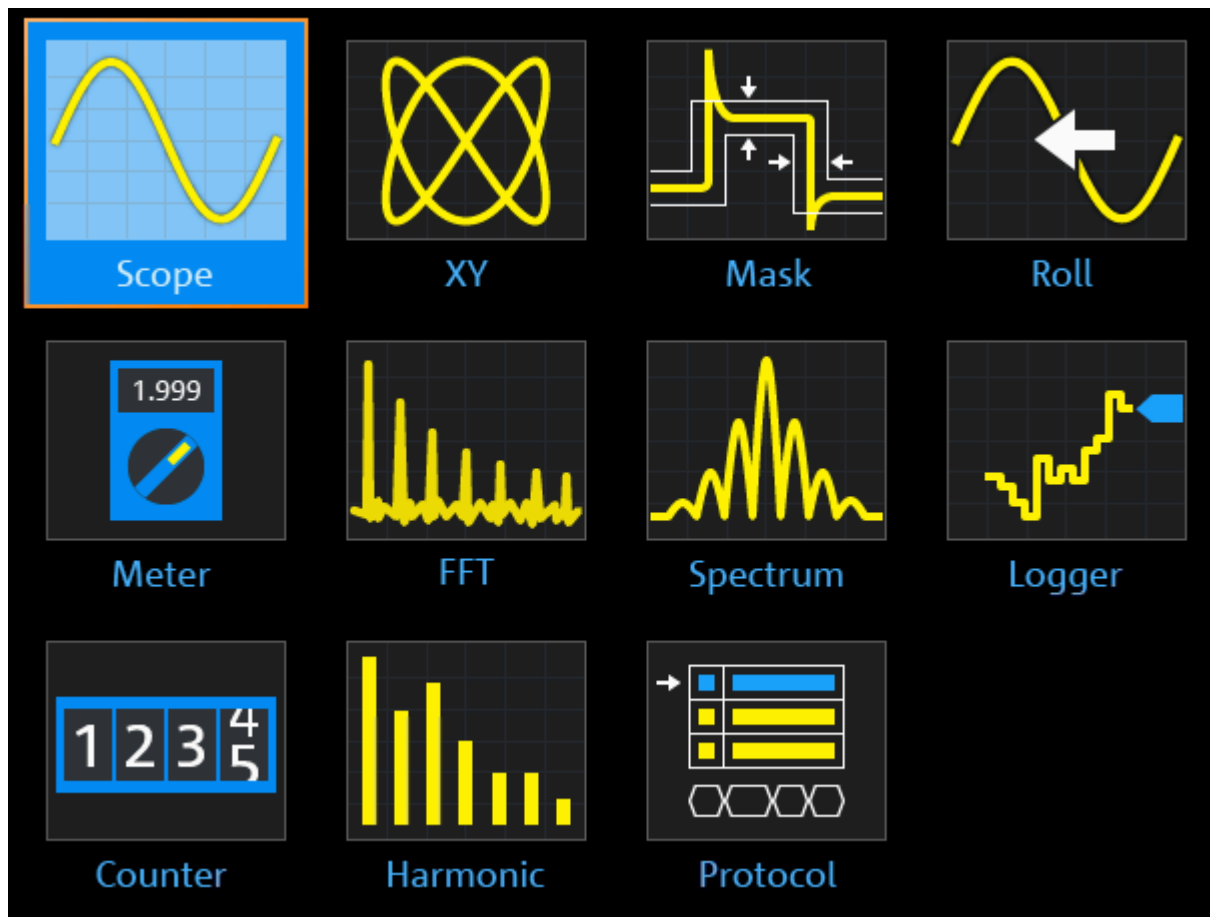 Scope
XY
Mask
Roll
1.999
Meter
FFT
Spectrum
Logger
1 2 3 4
5
Counter
Harmonic
Protocol